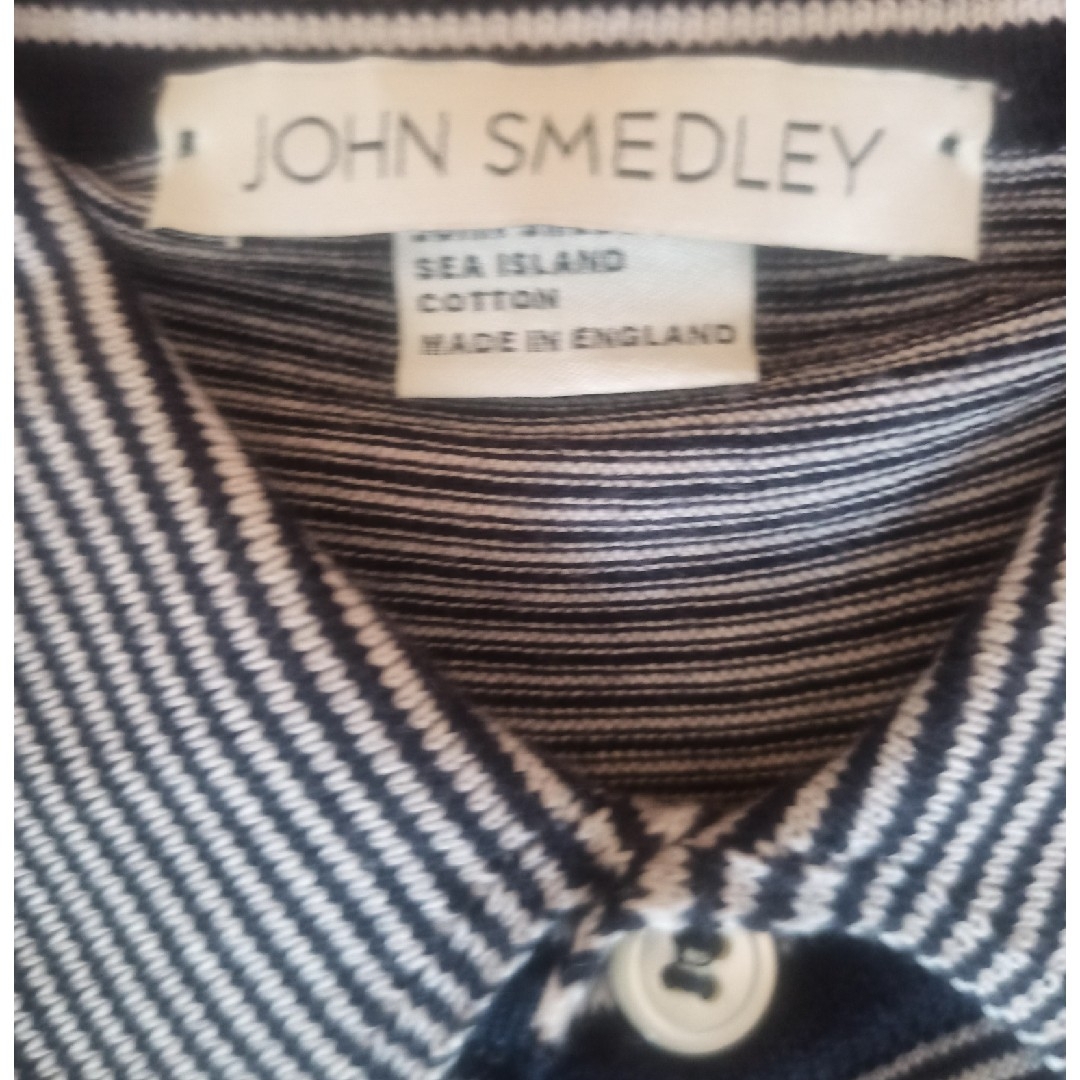 JOHN SMEDLEY
SEA ISLAND
COTTON
MADE IN ENGLAND